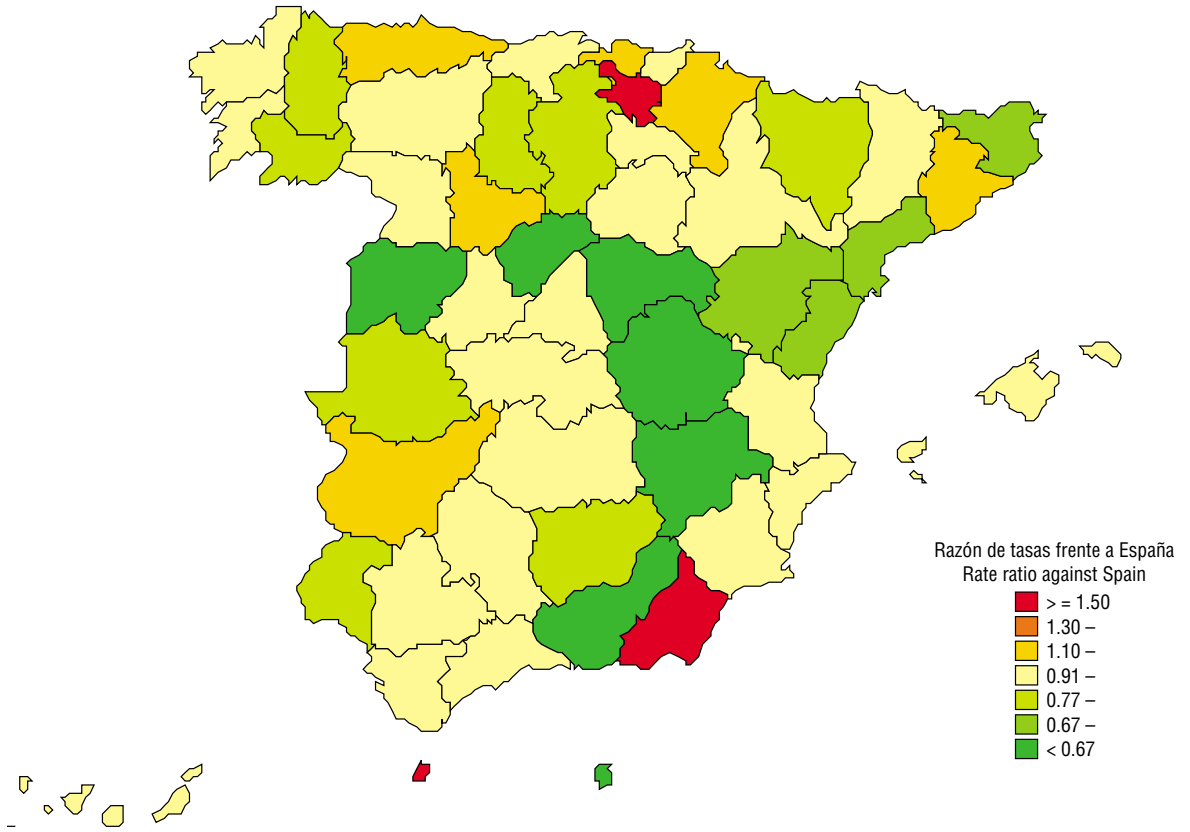 Razón de tasas frente a España
Rate ratio against Spain
> = 1.50
1.30 –
1.10 –
0.91 –
0.77 –
0.67 –
< 0.67